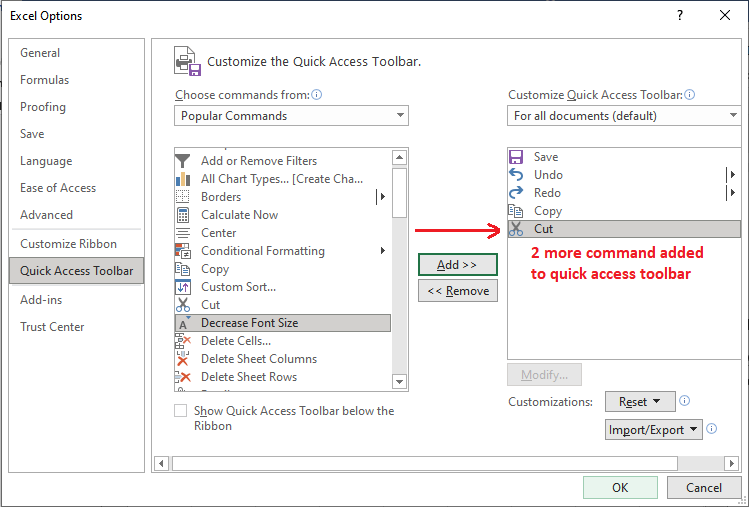 Excel Options
?
General
Formulas
Proofing
Save
Language
Ease of Access
Advanced
Customize Ribbon
Quick Access Toolbar
Add-ins
Trust Center
Customize the Quick Access Toolbar.
Choose commands from:
Popular Commands
Add or Remove Filters
All Chart Types... [Create Cha...
Borders
Calculate Now
Center
Conditional Formatting
Copy
Custom Sort...
Cut
Decrease Font Size
Delete Cells...
Delete Sheet Columns
Delete Sheet Rows
Show Quick Access Toolbar below the
Ribbon
Add >>
<< Remove
Customize Quick Access Toolbar:
For all documents (default)
Save
Undo
Redo
Copy
Cut
2 more command added
to quick access toolbar
Modify...
Customizations:
Reset
Import/Export
OK
Cancel